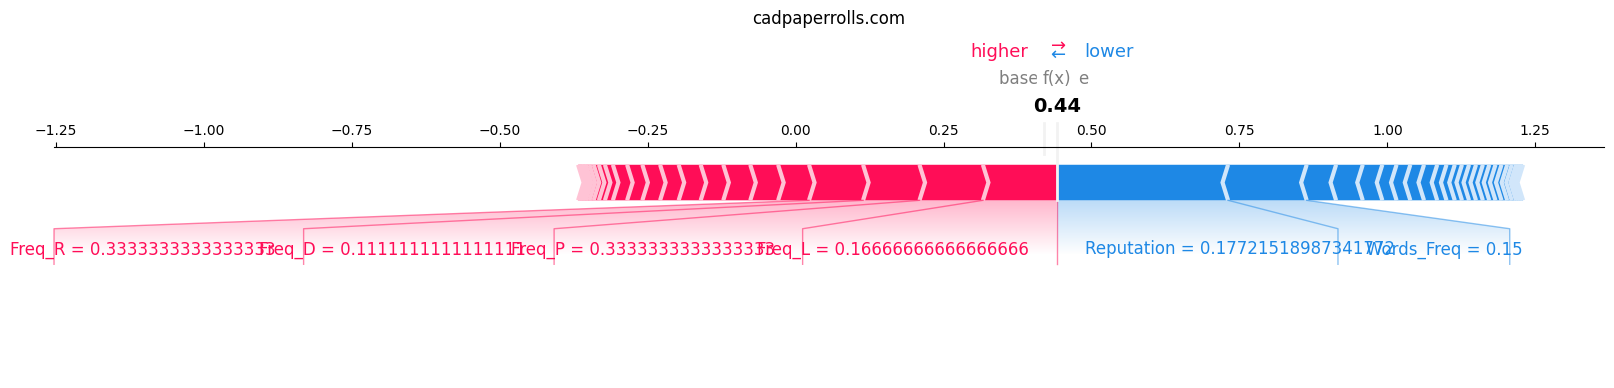 cadpaperrolls.com
higher ⇄ lower
base f(x) e
0.44
−1.25 −1.00 −0.75 −0.50 −0.25 0.00 0.25 0.50 0.75 1.00 1.25
Freq_R = 0.3333333333333333 Freq_D = 0.1111111111111111 Freq_P = 0.3333333333333333 Freq_L = 0.16666666666666666 Reputation = 0.17721518987341772 Words_Freq = 0.15